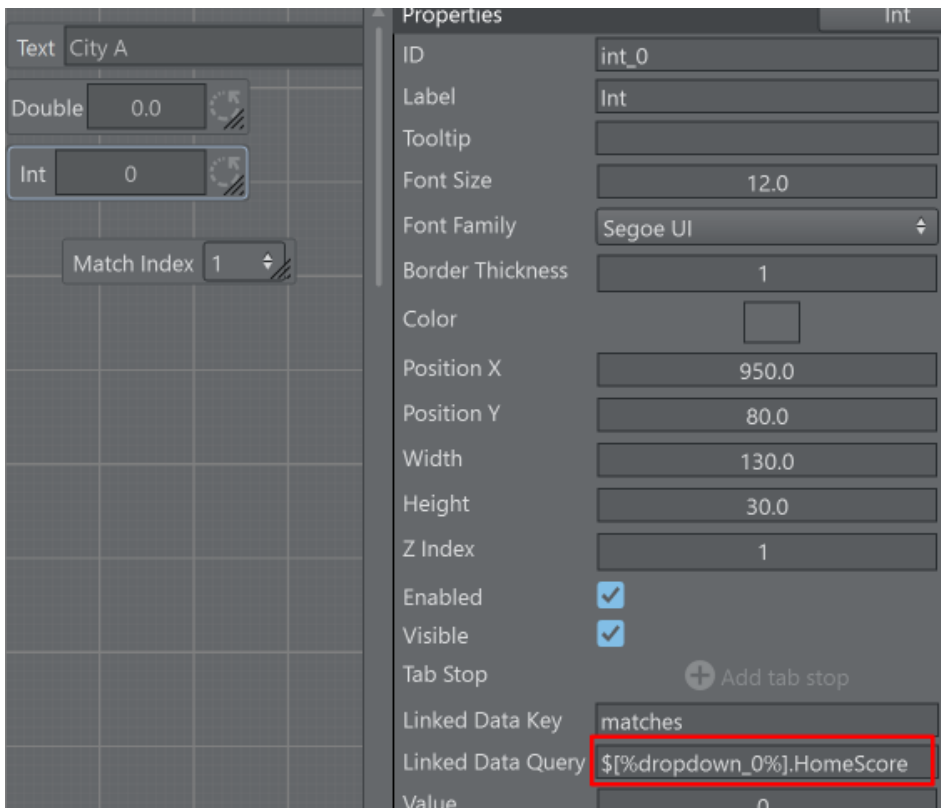 Text City A
Double 0.0
Int 0
Match Index 1
Properties Int
ID int_0
Label Int
Tooltip
Font Size 12.0
Font Family Segoe UI
Border Thickness 1
Color
Position X 950.0
Position Y 80.0
Width 130.0
Height 30.0
Z Index 1
Enabled
Visible
Tab Stop Add tab stop
Linked Data Key matches
Linked Data Query $[%dropdown_0%].HomeScore
Value 0